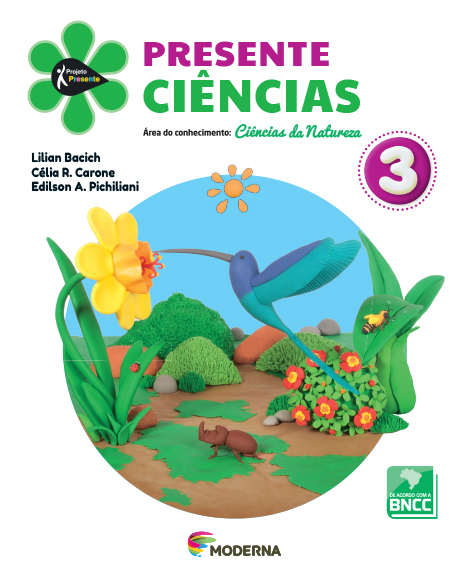 Projeto
Presente
PRESENTE
CIÊNCIAS
Área do conhecimento: Ciências da Natureza
3
Lilian Bacich
Célia R. Carone
Edilson A. Pichiliani
DE ACORDO COM A
BNCC
MODERNA